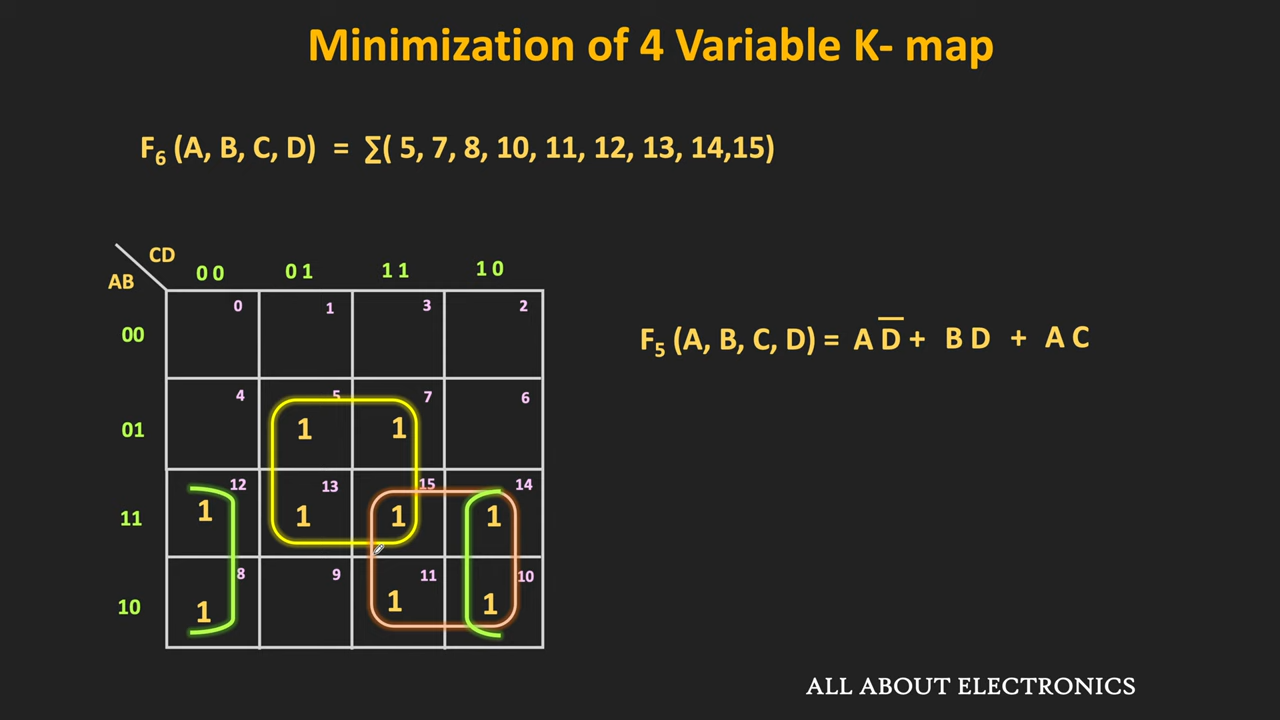 Minimization of 4 Variable K- map
F6 (A, B, C, D) = ∑( 5, 7, 8, 10, 11, 12, 13, 14,15)
CD
AB
0 0 0 1 1 1 1 0
0 1 3 2
00
4 5 7 6
01 1 1
12 13 15 14
11 1 1 1 1
8 9 11 10
10 1 1 1
F5 (A, B, C, D) = A D̅ + B D + A C
ALL ABOUT ELECTRONICS